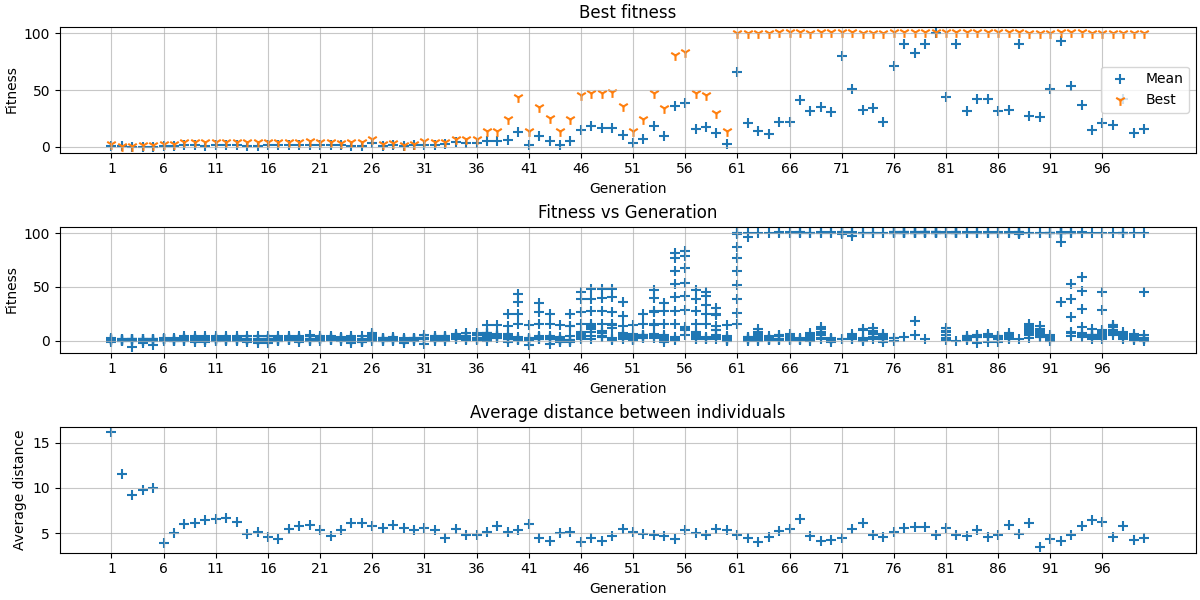 Best fitness
100
50
0
Fitness
Mean
Best
1 6 11 16 21 26 31 36 41 46 51 56 61 66 71 76 81 86 91 96
Generation
Fitness vs Generation
100
50
0
Fitness
1 6 11 16 21 26 31 36 41 46 51 56 61 66 71 76 81 86 91 96
Generation
Average distance between individuals
15
10
5
Average distance
1 6 11 16 21 26 31 36 41 46 51 56 61 66 71 76 81 86 91 96
Generation